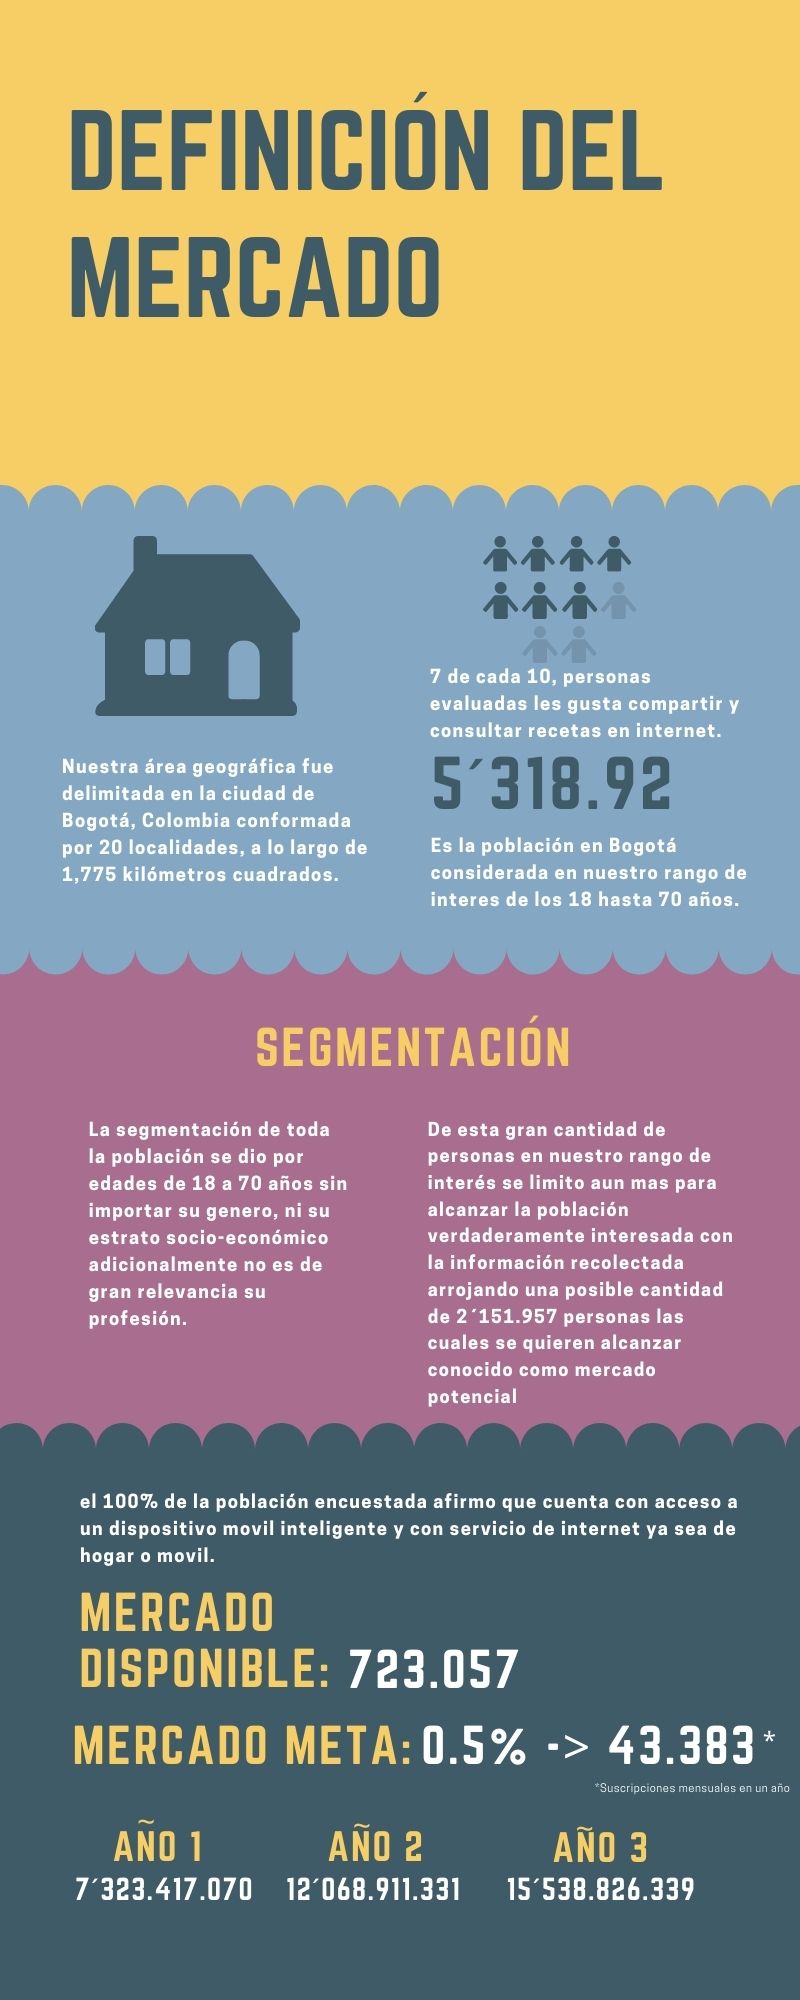 DEFINICIÓN DEL
MERCADO
Nuestra área geográfica fue
delimitada en la ciudad de
Bogotá, Colombia conformada
por 20 localidades, a lo largo de
1,775 kilómetros cuadrados.
7 de cada 10, personas
evaluadas les gusta compartir y
consultar recetas en internet.
5´318.92
Es la población en Bogotá
considerada en nuestro rango de
interes de los 18 hasta 70 años.
SEGMENTACIÓN
La segmentación de toda
la población se dio por
edades de 18 a 70 años sin
importar su genero, ni su
estrato socio-económico
adicionalmente no es de
gran relevancia su
profesión.
De esta gran cantidad de
personas en nuestro rango de
interés se limito aun mas para
alcanzar la población
verdaderamente interesada con
la información recolectada
arrojando una posible cantidad
de 2´151.957 personas las
cuales se quieren alcanzar
conocido como mercado
potencial
el 100% de la población encuestada afirmo que cuenta con acceso a
un dispositivo movil inteligente y con servicio de internet ya sea de
hogar o movil.
MERCADO
DISPONIBLE: 723.057
MERCADO META: 0.5% -> 43.383*
*Suscripciones mensuales en un año
AÑO 1 AÑO 2 AÑO 3
7´323.417.070 12´068.911.331 15´538.826.339